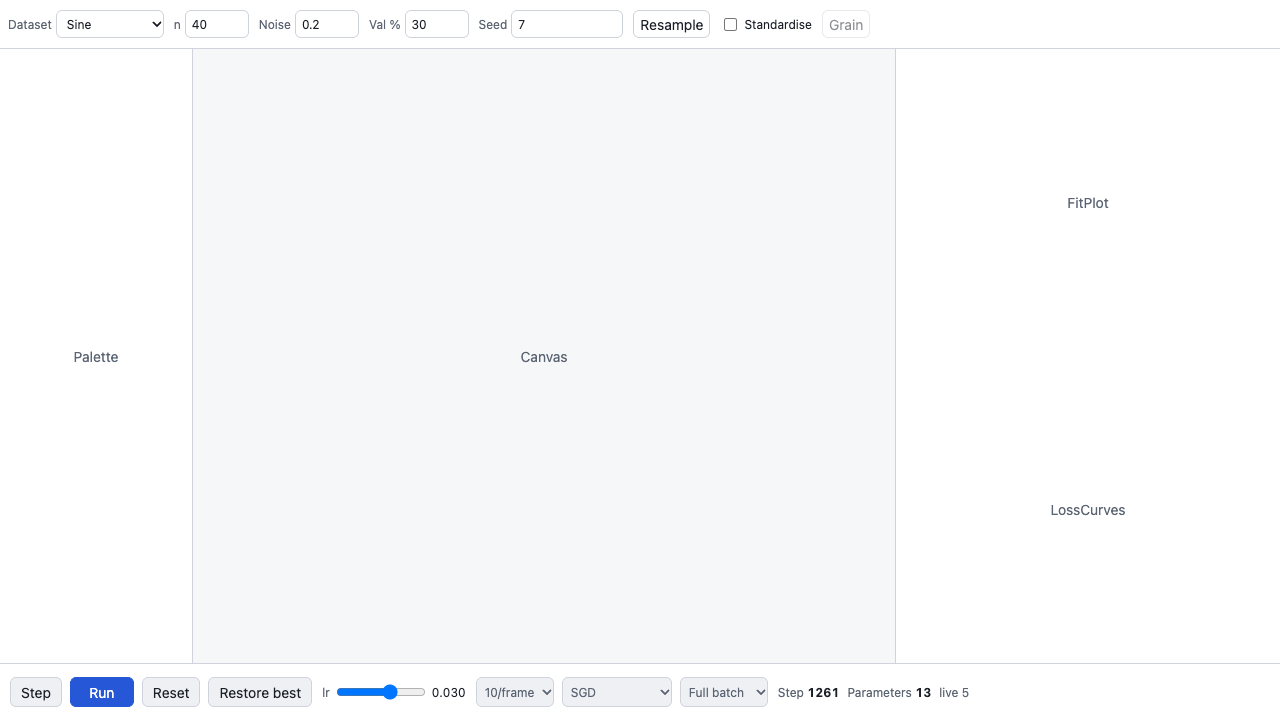 Dataset Sine n 40 Noise 0.2 Val % 30 Seed 7 Resample Standardise Grain
FitPlot
Palette
Canvas
LossCurves
Step Run Reset Restore best lr 0.030 10/frame SGD Full batch Step 1261 Parameters 13 live 5